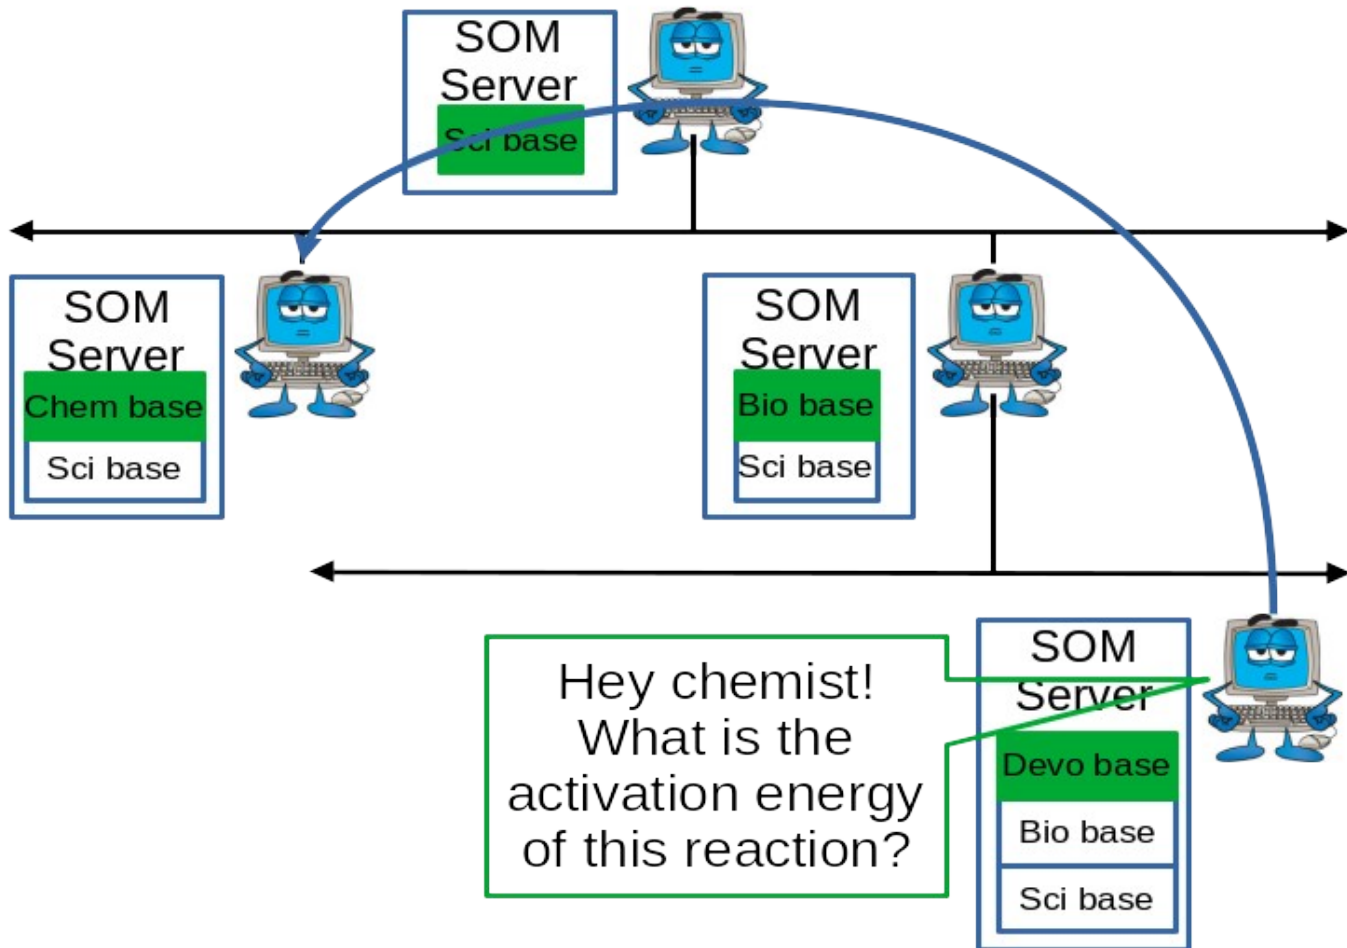 SOM
Server
Sci base
SOM
Server
Chem base
Sci base
SOM
Server
Bio base
Sci base
Hey chemist!
What is the
activation energy
of this reaction?
SOM
Server
Devo base
Bio base
Sci base